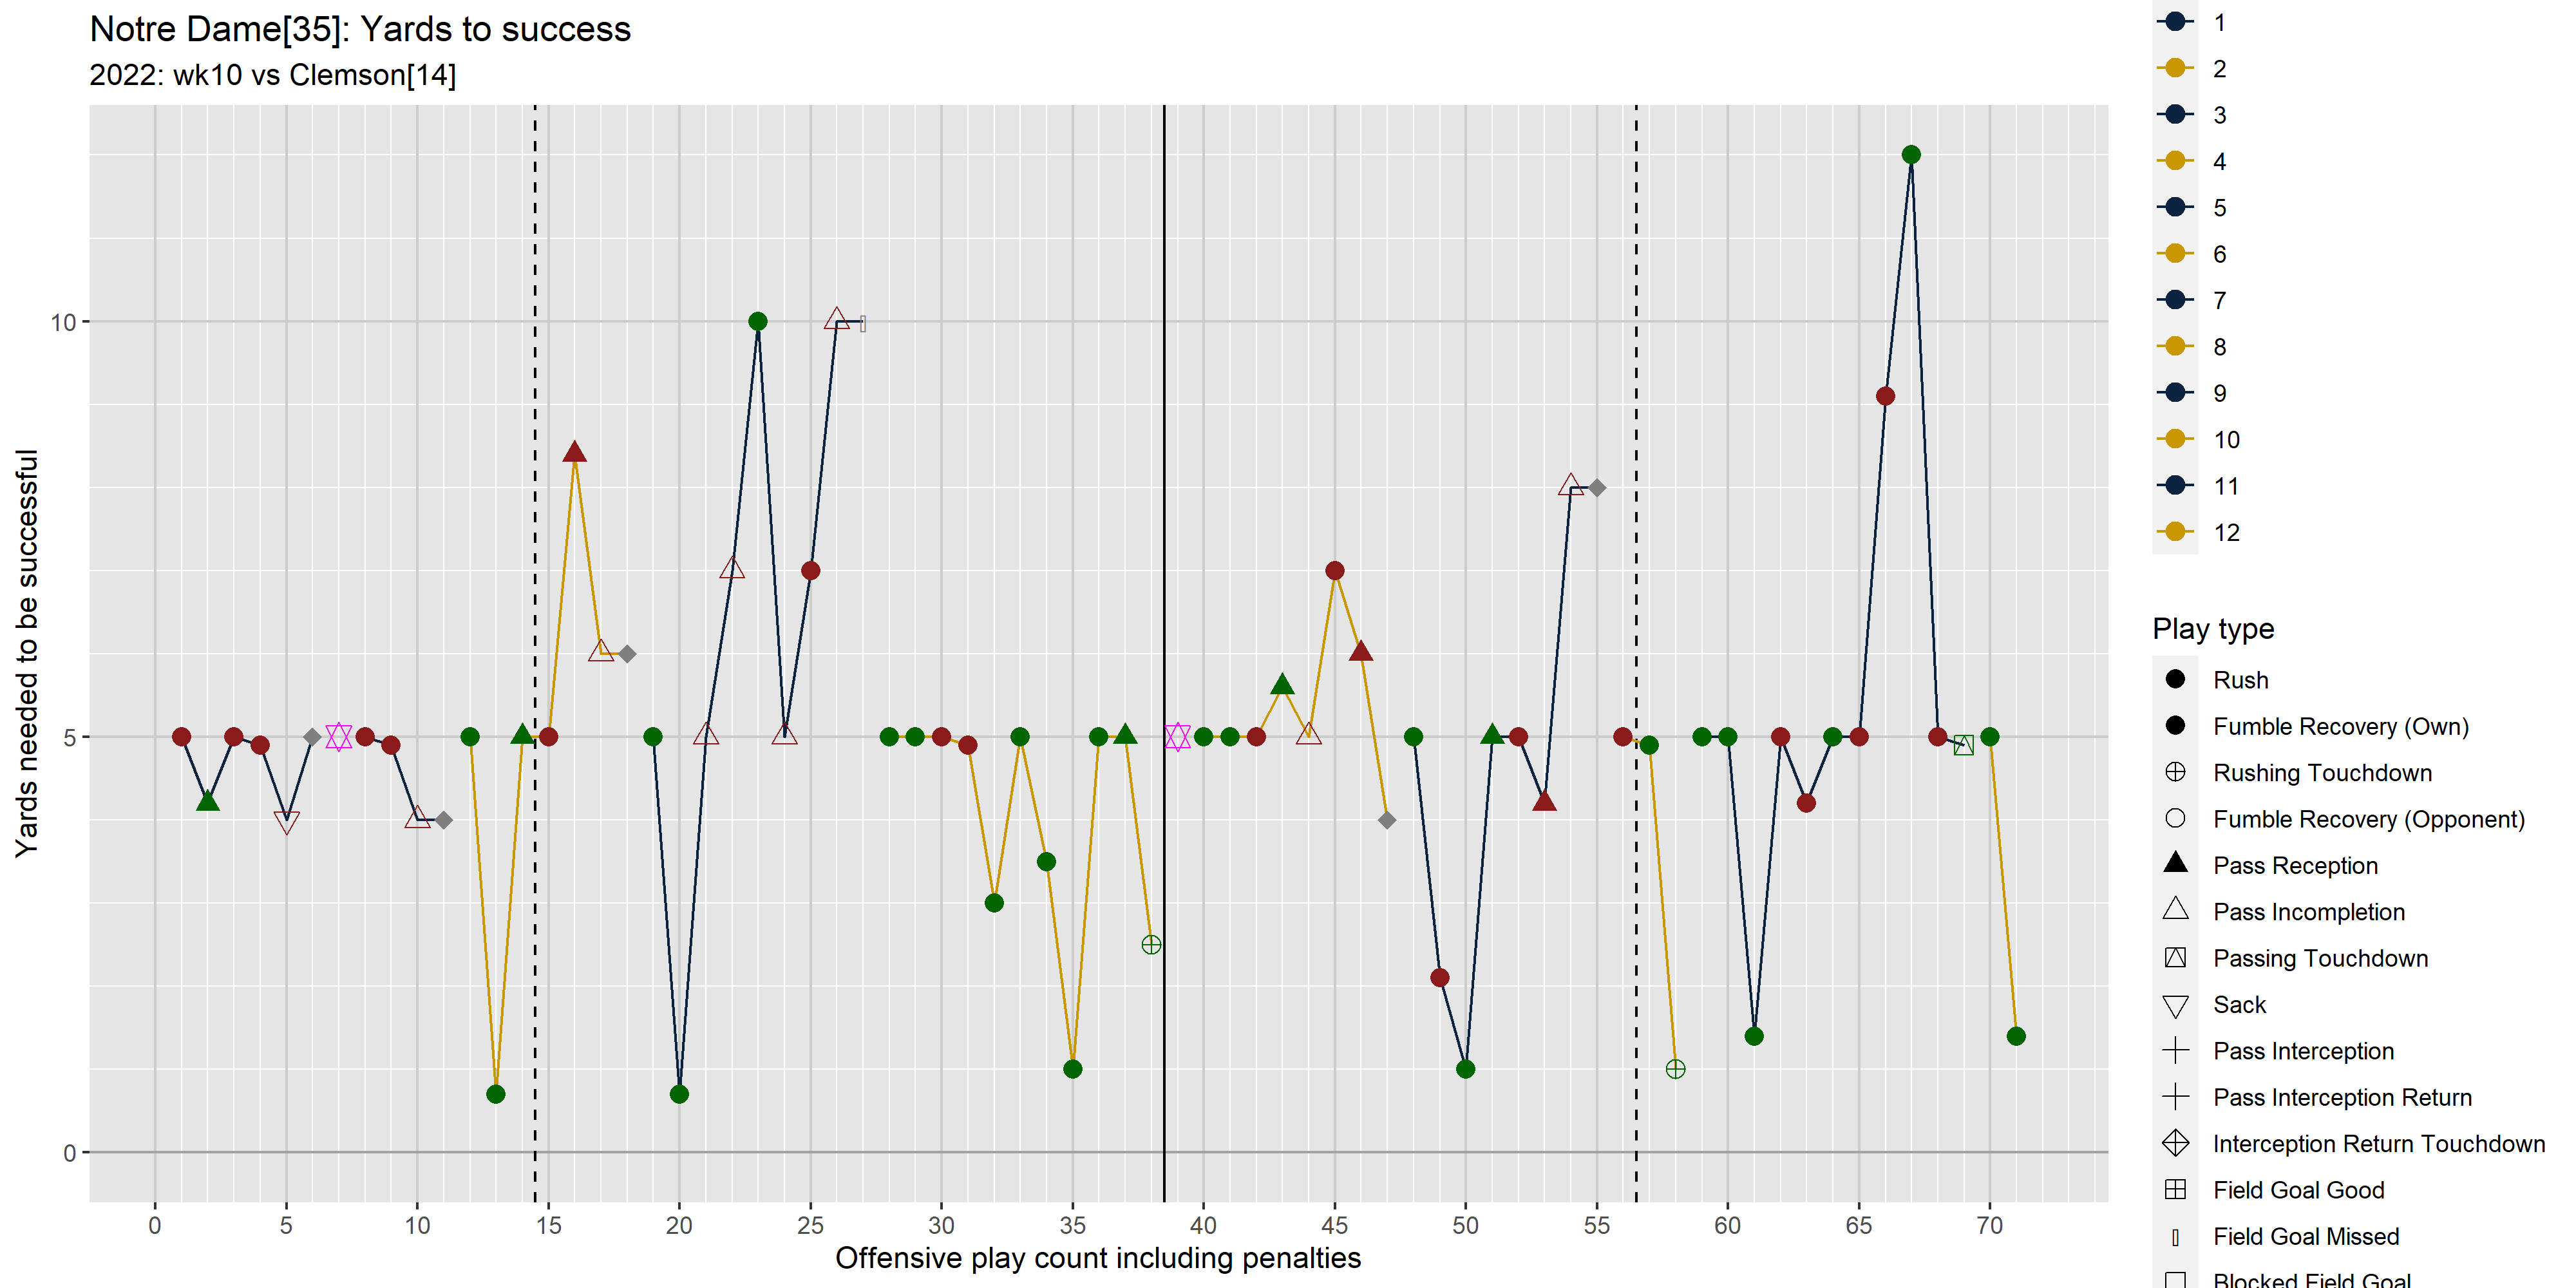 Notre Dame[35]: Yards to success
2022: wk10 vs Clemson[14]
Yards needed to be successful
10
5
0
0 5 10 15 20 25 30 35 40 45 50 55 60 65 70
Offensive play count including penalties
1
2
3
4
5
6
7
8
9
10
11
12
Play type
Rush
Fumble Recovery (Own)
Rushing Touchdown
Fumble Recovery (Opponent)
Pass Reception
Pass Incompletion
Passing Touchdown
Sack
Pass Interception
Pass Interception Return
Interception Return Touchdown
Field Goal Good
Field Goal Missed
Blocked Field Goal